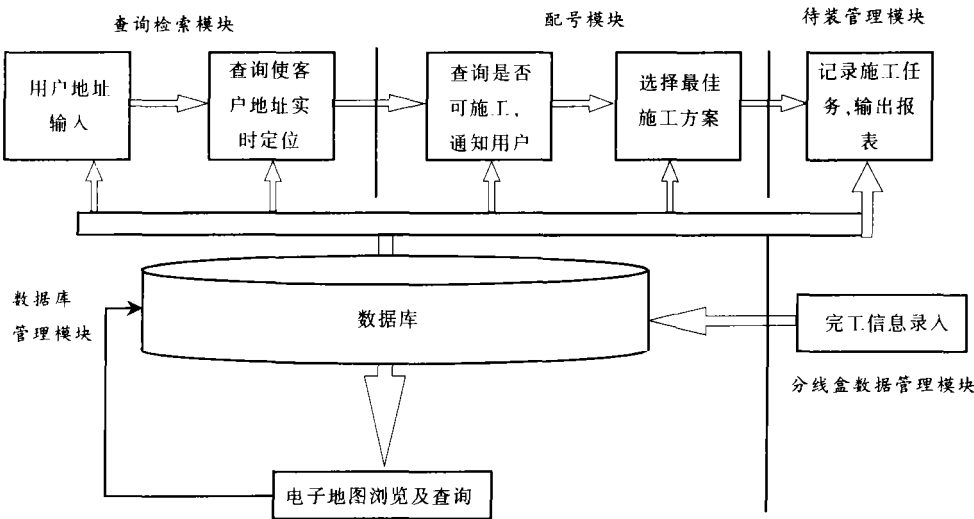 查询检索模块
配号模块
待装管理模块
用户地址
输入
查询使客
户地址实
时定位
查询是否
可施工,
通知用户
选择最佳
施工方案
记录施工任
务,输出报
表
数据库
管理模块
数据库
完工信息录入
分线盒数据管理模块
电子地图浏览及查询